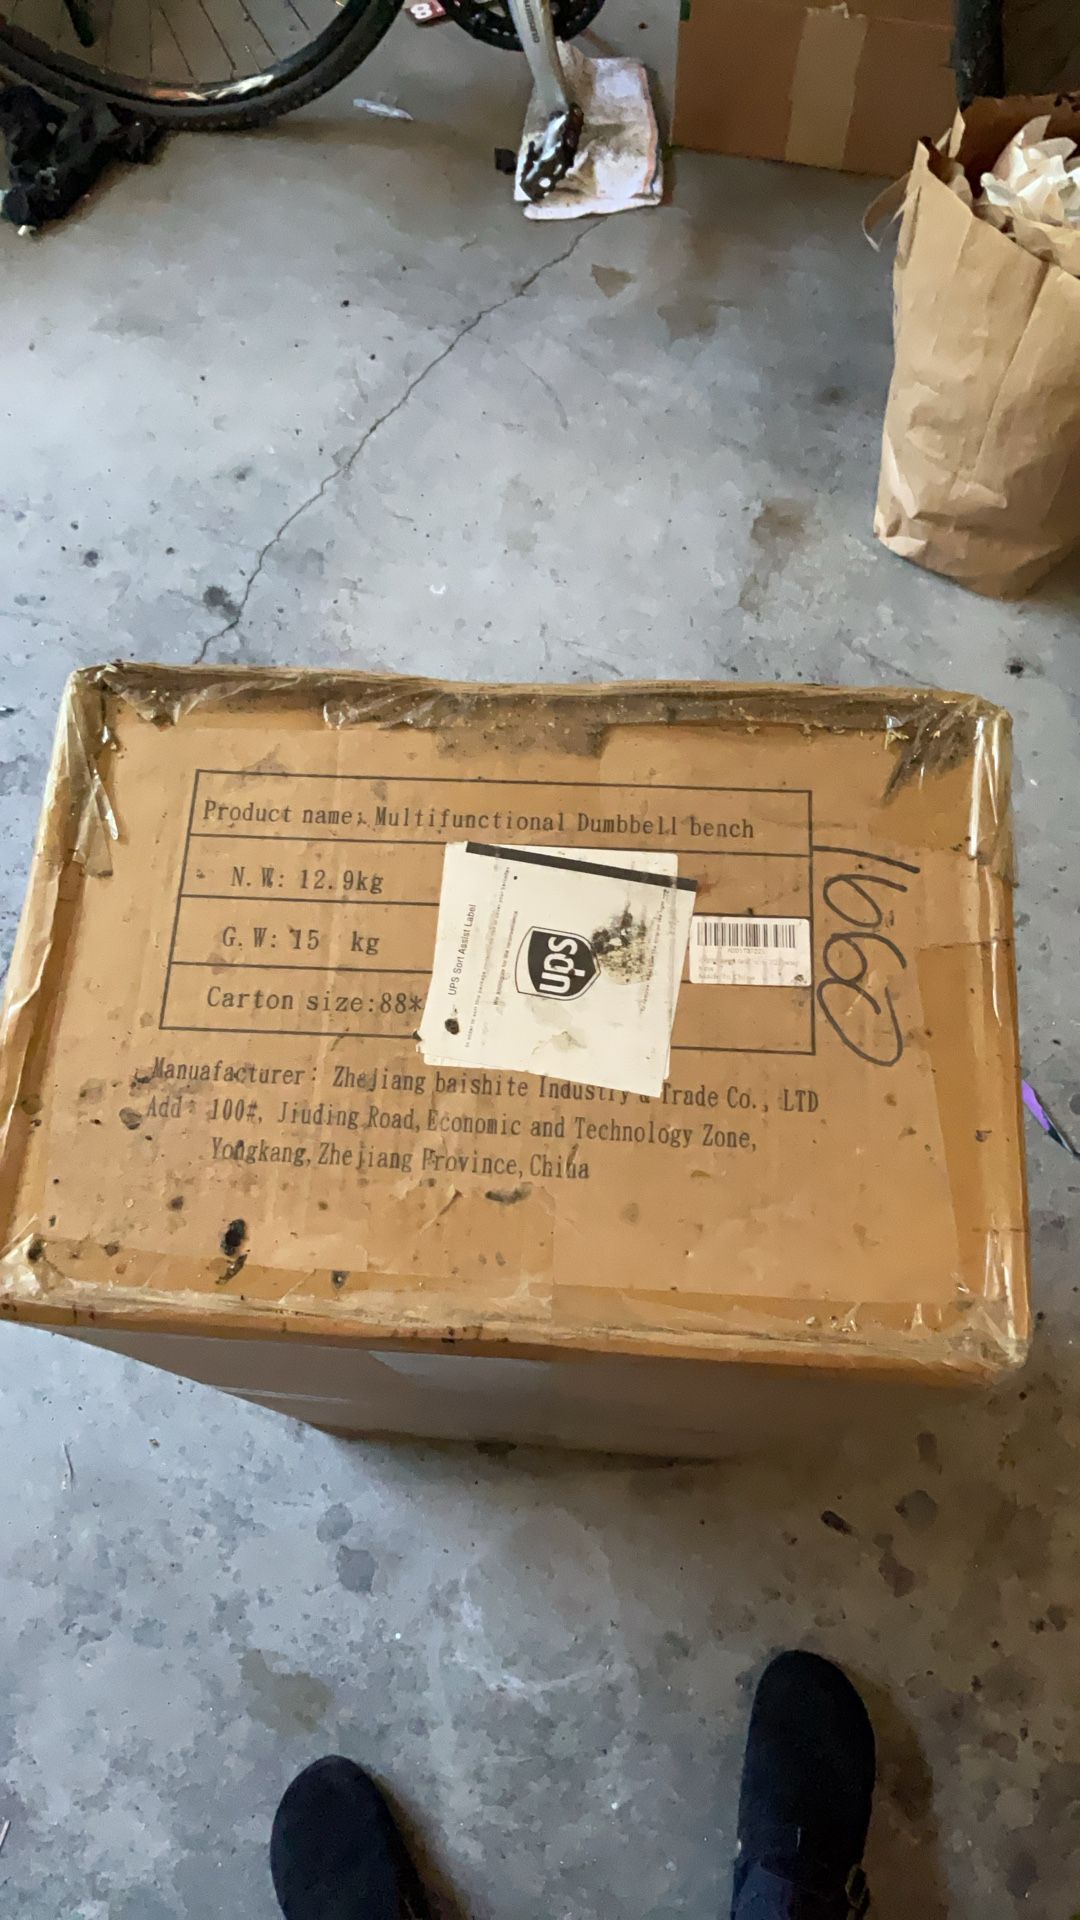 Product name: Multifunctional Dumbbell bench
N.W: 12.9kg
G.W: 15 kg
Carton size:88*
Manuafacturer: Zhejiang baishite Industry & Trade Co., LTD
Add: 100#, Jiuding Road, Economic and Technology Zone,
Yongkang, Zhejiang Province, China
UPS Sort Assist Label
ups
1660